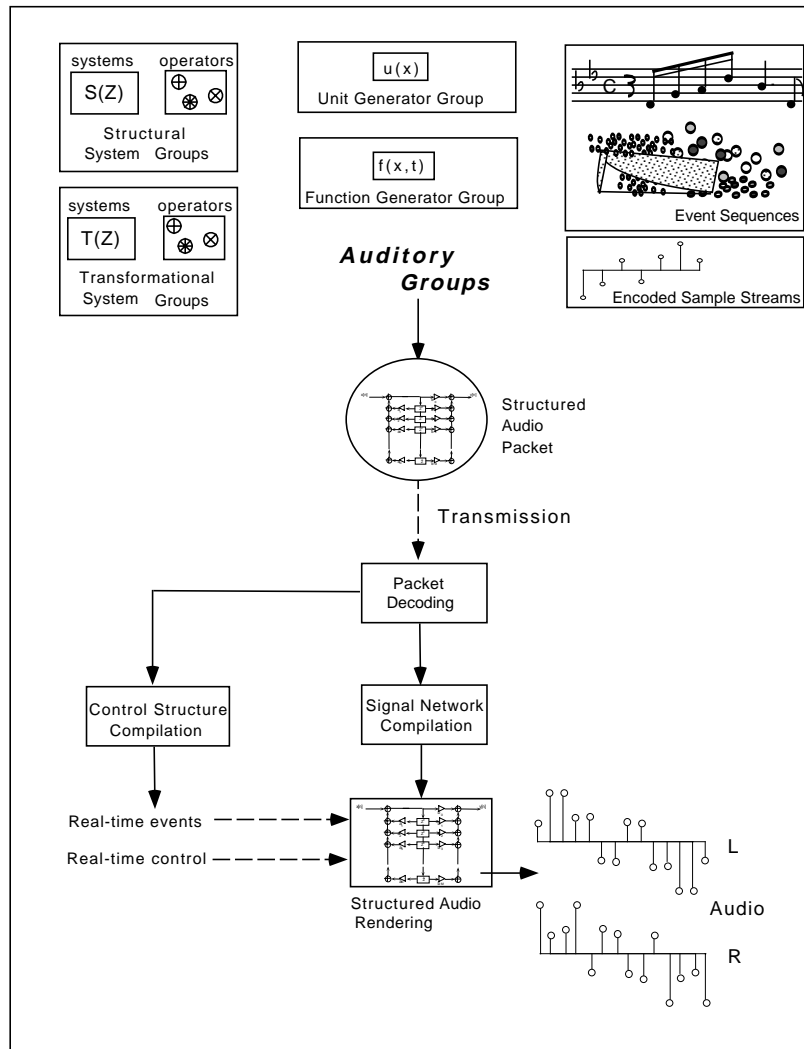 systems operators
S(Z)
Structural
System Groups
systems operators
T(Z)
Transformational
System Groups
u(x)
Unit Generator Group
f(x,t)
Function Generator Group
Event Sequences
Encoded Sample Streams
Auditory
Groups
Structured
Audio
Packet
Transmission
Packet
Decoding
Control Structure
Compilation
Signal Network
Compilation
Real-time events
Real-time control
Structured Audio
Rendering
L
Audio
R